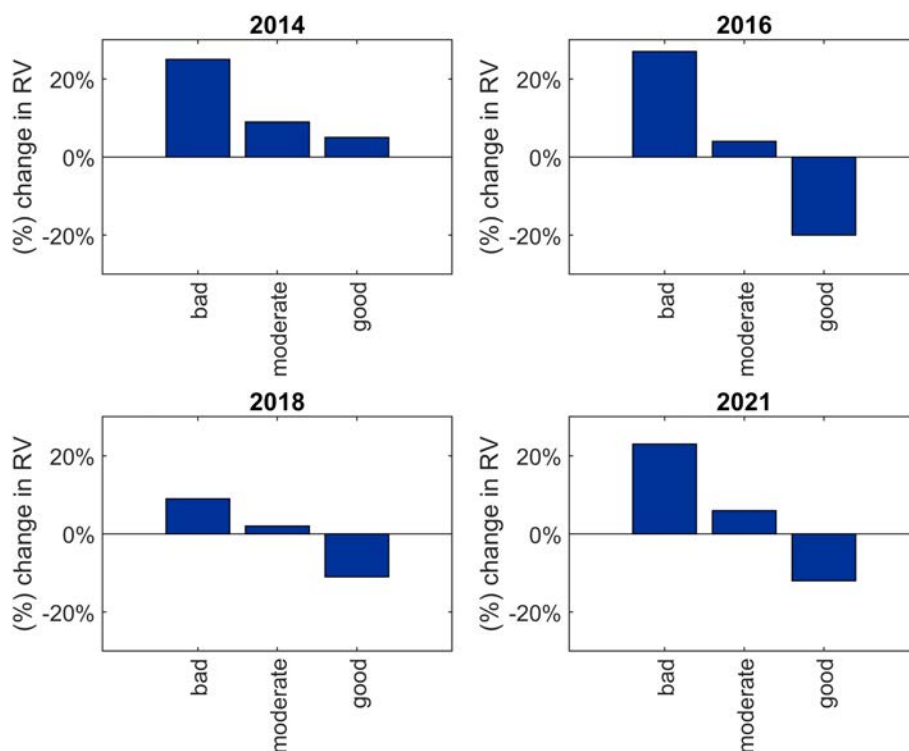 2014
(%) change in RV
20%
0%
-20%
bad
moderate
good
2016
(%) change in RV
20%
0%
-20%
bad
moderate
good
2018
(%) change in RV
20%
0%
-20%
bad
moderate
good
2021
(%) change in RV
20%
0%
-20%
bad
moderate
good